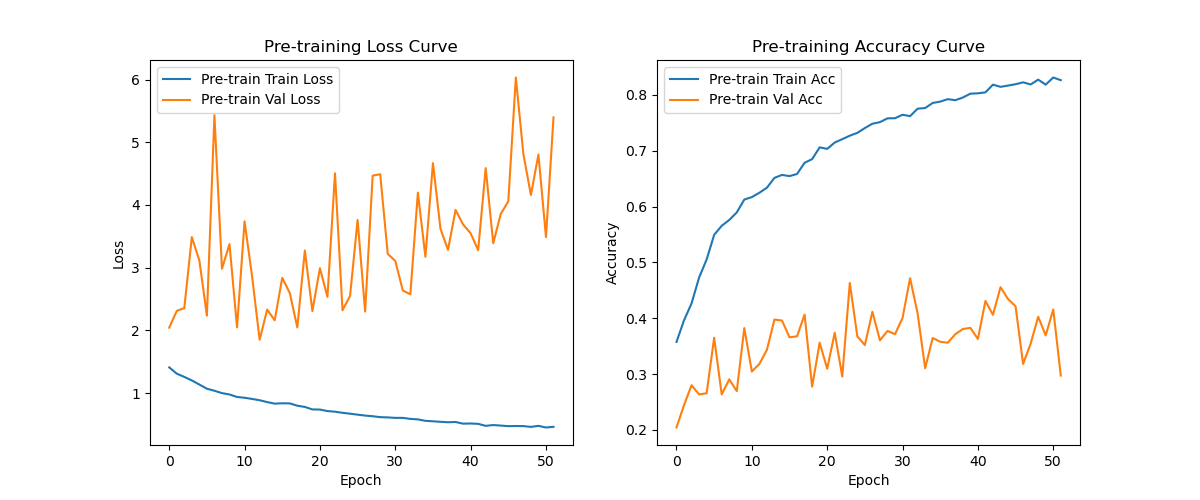 Pre-training Loss Curve
Pre-train Train Loss
Pre-train Val Loss
6
5
4
3
2
1
Loss
0
10
20
30
40
50
Epoch
Pre-training Accuracy Curve
Pre-train Train Acc
Pre-train Val Acc
0.8
0.7
0.6
0.5
0.4
0.3
0.2
Accuracy
0
10
20
30
40
50
Epoch